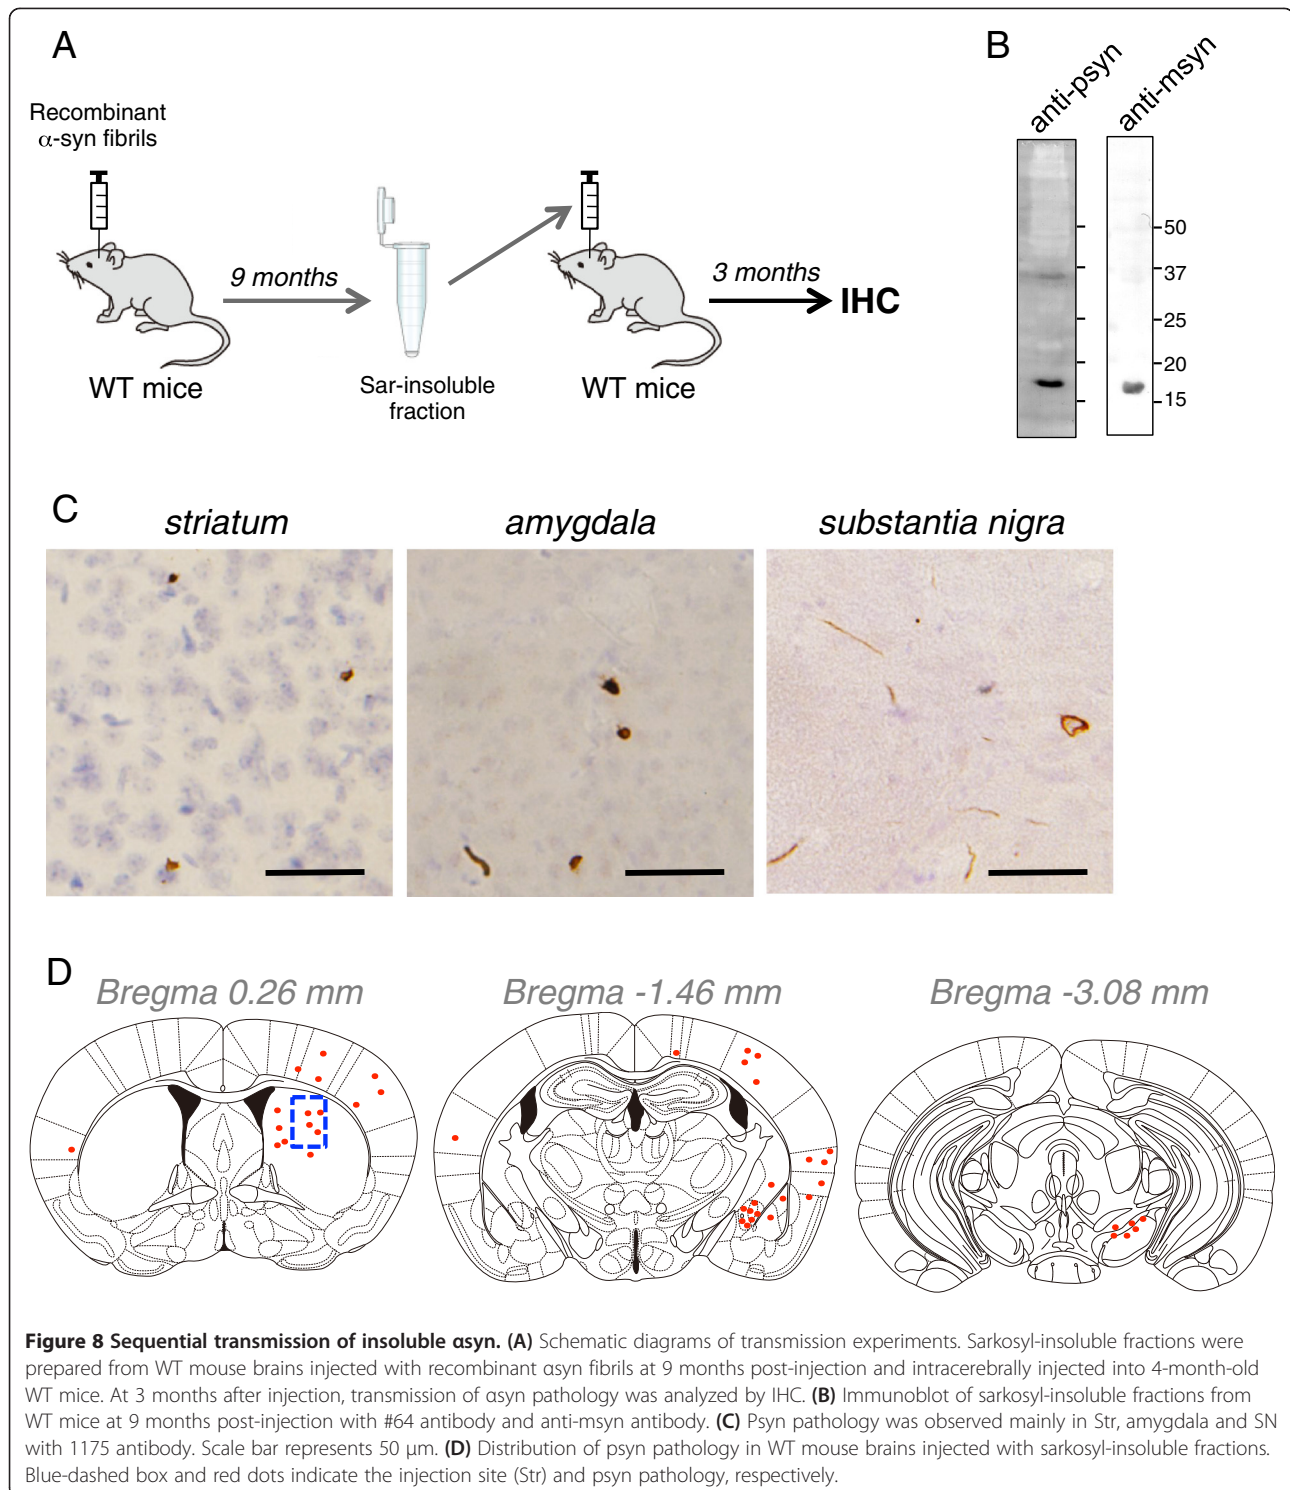 A
Recombinant
α-syn fibrils
WT mice
9 months
Sar-insoluble
fraction
WT mice
3 months
IHC
B
anti-psyn
anti-msyn
50
37
25
20
15
C
striatum
amygdala
substantia nigra
D
Bregma 0.26 mm
Bregma -1.46 mm
Bregma -3.08 mm
Figure 8 Sequential transmission of insoluble αsyn. (A) Schematic diagrams of transmission experiments. Sarkosyl-insoluble fractions were
prepared from WT mouse brains injected with recombinant αsyn fibrils at 9 months post-injection and intracerebrally injected into 4-month-old
WT mice. At 3 months after injection, transmission of αsyn pathology was analyzed by IHC. (B) Immunoblot of sarkosyl-insoluble fractions from
WT mice at 9 months post-injection with #64 antibody and anti-msyn antibody. (C) Psyn pathology was observed mainly in Str, amygdala and SN
with 1175 antibody. Scale bar represents 50 μm. (D) Distribution of psyn pathology in WT mouse brains injected with sarkosyl-insoluble fractions.
Blue-dashed box and red dots indicate the injection site (Str) and psyn pathology, respectively.